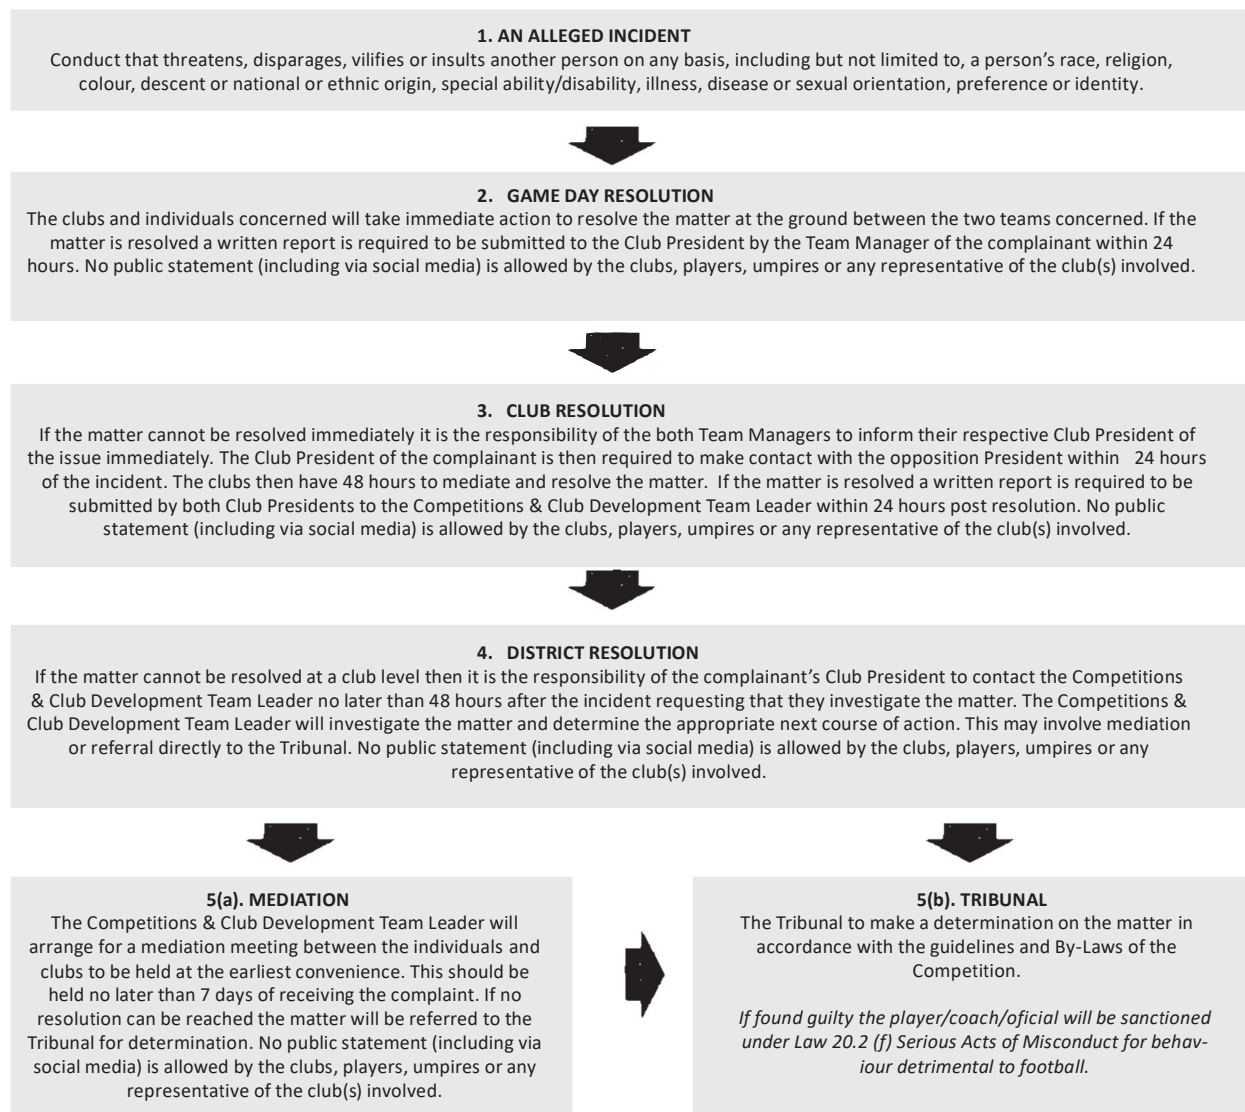 1. AN ALLEGED INCIDENT
Conduct that threatens, disparages, vilifies or insults another person on any basis, including but not limited to, a person's race, religion,
colour, descent or national or ethnic origin, special ability/disability, illness, disease or sexual orientation, preference or identity.
2. GAME DAY RESOLUTION
The clubs and individuals concerned will take immediate action to resolve the matter at the ground between the two teams concerned. If the
matter is resolved a written report is required to be submitted to the Club President by the Team Manager of the complainant within 24
hours. No public statement (including via social media) is allowed by the clubs, players, umpires or any representative of the club(s) involved.
3. CLUB RESOLUTION
If the matter cannot be resolved immediately it is the responsibility of the both Team Managers to inform their respective Club President of
the issue immediately. The Club President of the complainant is then required to make contact with the opposition President within 24 hours
of the incident. The clubs then have 48 hours to mediate and resolve the matter. If the matter is resolved a written report is required to be
submitted by both Club Presidents to the Competitions & Club Development Team Leader within 24 hours post resolution. No public
statement (including via social media) is allowed by the clubs, players, umpires or any representative of the club(s) involved.
4. DISTRICT RESOLUTION
If the matter cannot be resolved at a club level then it is the responsibility of the complainant's Club President to contact the Competitions
& Club Development Team Leader no later than 48 hours after the incident requesting that they investigate the matter. The Competitions &
Club Development Team Leader will investigate the matter and determine the appropriate next course of action. This may involve mediation
or referral directly to the Tribunal. No public statement (including via social media) is allowed by the clubs, players, umpires or any
representative of the club(s) involved.
5(a). MEDIATION
The Competitions & Club Development Team Leader will
arrange for a mediation meeting between the individuals and
clubs to be held at the earliest convenience. This should be
held no later than 7 days of receiving the complaint. If no
resolution can be reached the matter will be referred to the
Tribunal for determination. No public statement (including via
social media) is allowed by the clubs, players, umpires or any
representative of the club(s) involved.
5(b). TRIBUNAL
The Tribunal to make a determination on the matter in
accordance with the guidelines and By-Laws of the
Competition.
If found guilty the player/coach/oficial will be sanctioned
under Law 20.2 (f) Serious Acts of Misconduct for behav-
iour detrimental to football.